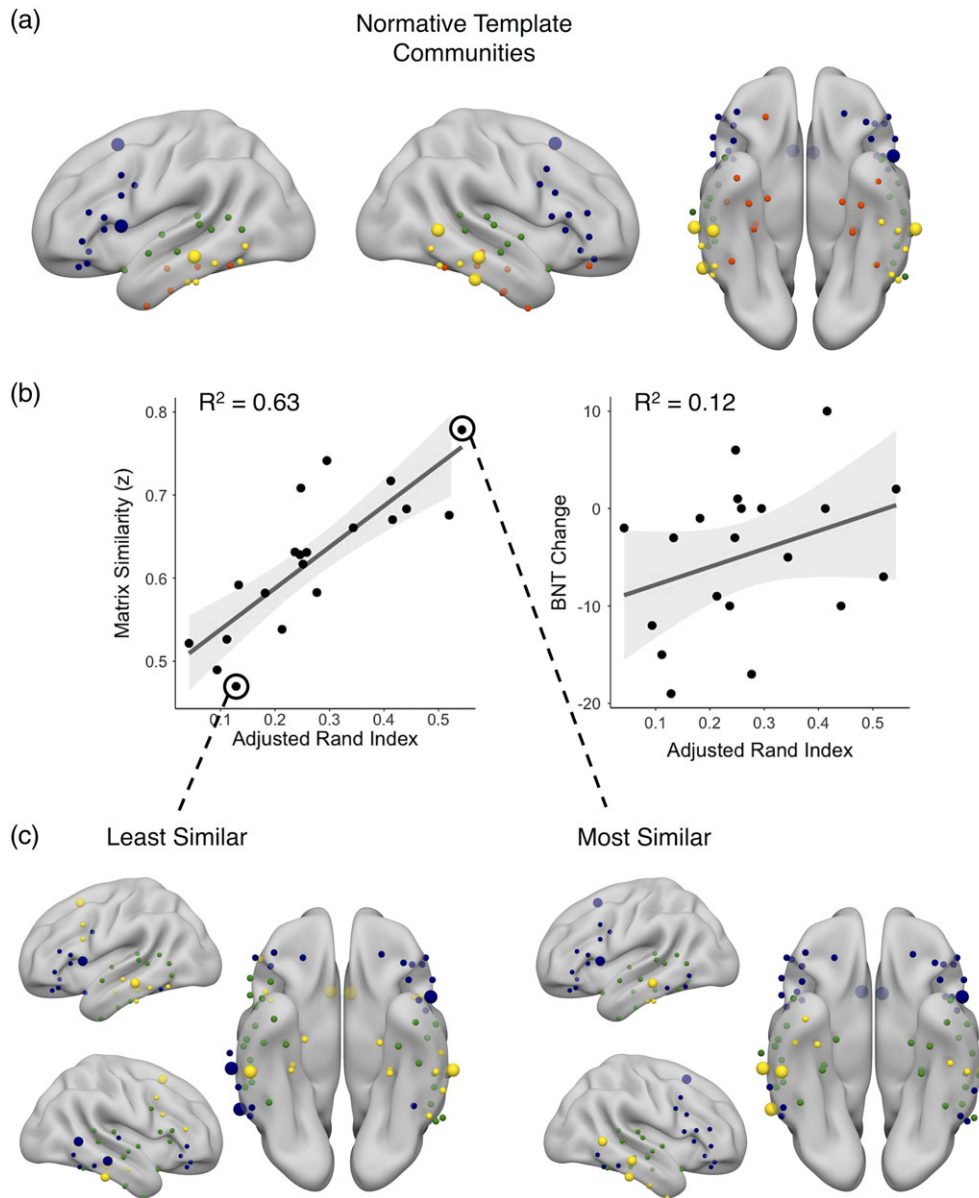 (a)
Normative Template
Communities
(b)
R² = 0.63
Matrix Similarity (z)
0.8
0.7
0.6
0.5
0.1 0.2 0.3 0.4 0.5
Adjusted Rand Index
R² = 0.12
BNT Change
10
0
-10
-20
0.1 0.2 0.3 0.4 0.5
Adjusted Rand Index
(c)
Least Similar
Most Similar